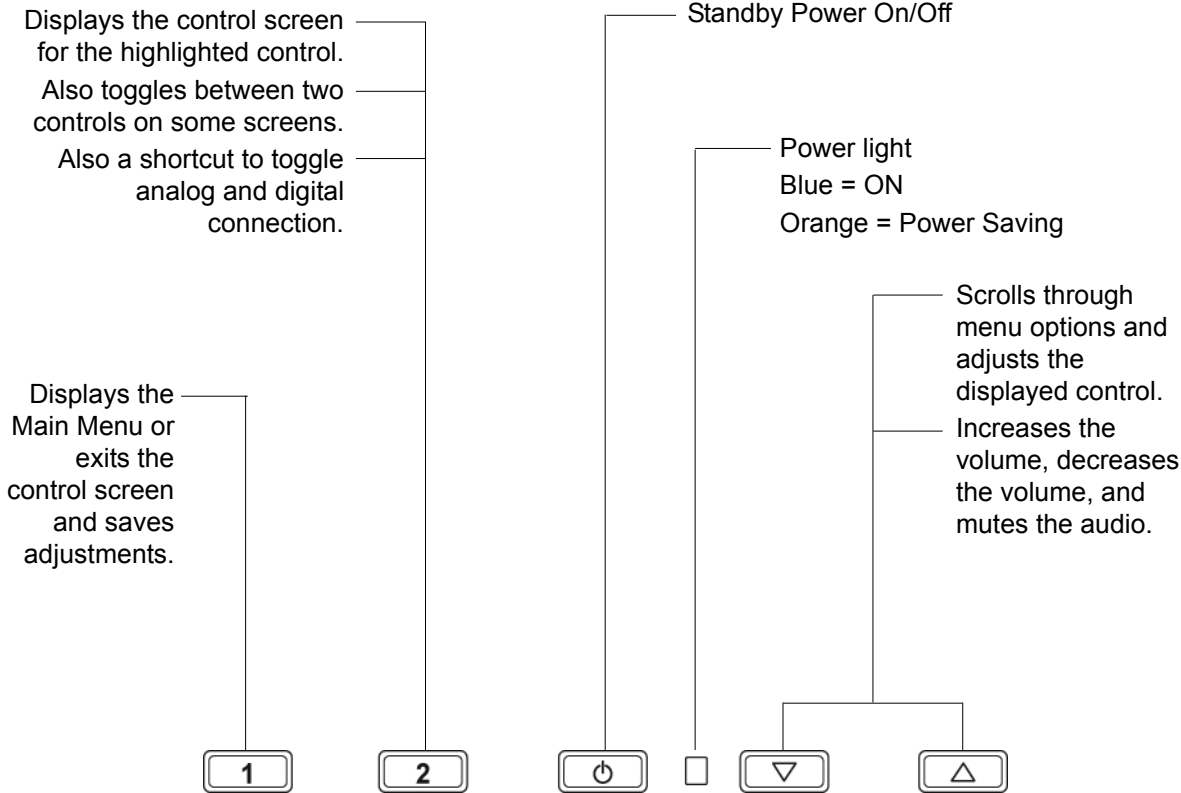 Displays the control screen
for the highlighted control.
Also toggles between two
controls on some screens.
Also a shortcut to toggle
analog and digital
connection.
Standby Power On/Off
Power light
Blue = ON
Orange = Power Saving
Scrolls through
menu options and
adjusts the
displayed control.
Increases the
volume, decreases
the volume, and
mutes the audio.
Displays the
Main Menu or
exits the
control screen
and saves
adjustments.
1
2